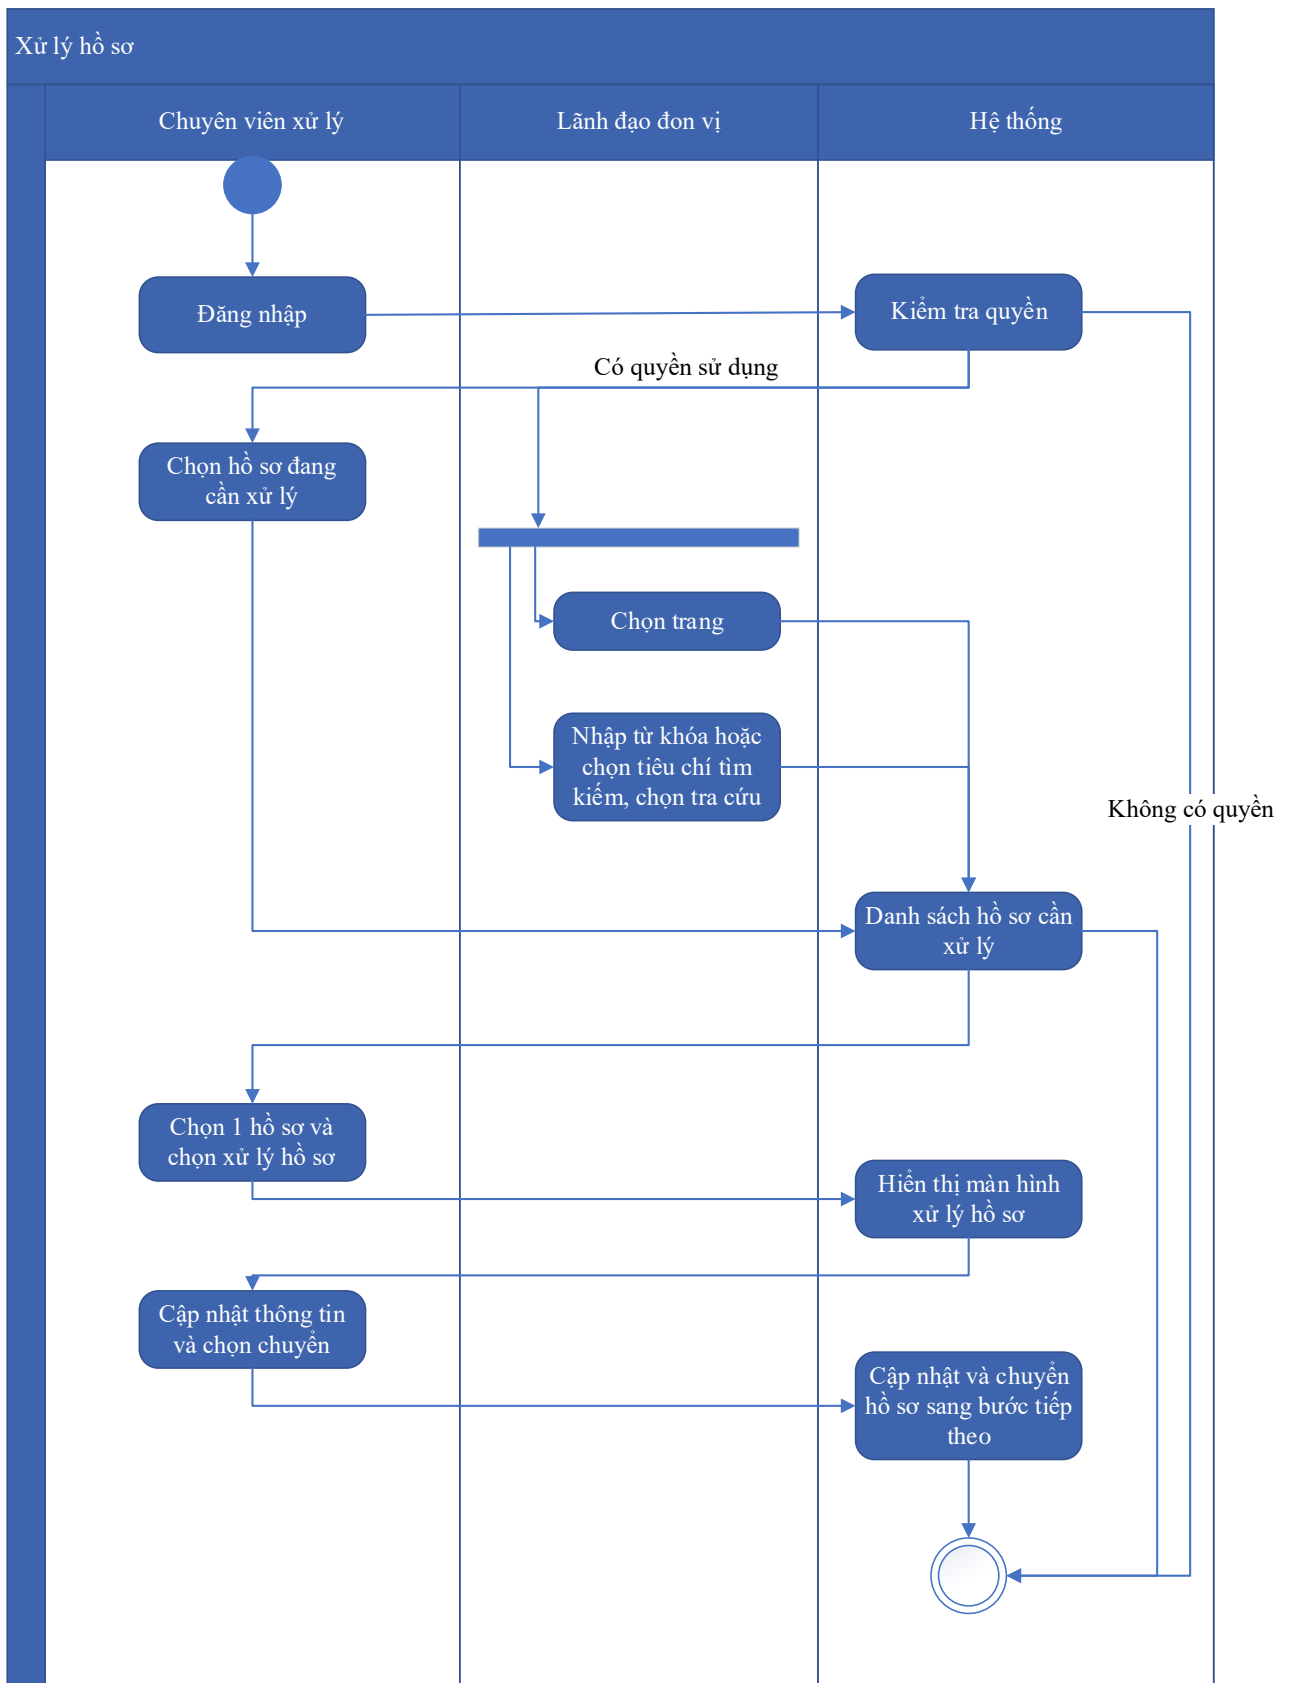 Xử lý hồ sơ
Chuyên viên xử lý
Lãnh đạo đon vị
Hệ thống
Đăng nhập
Kiểm tra quyền
Có quyền sử dụng
Chọn hồ sơ đang
cần xử lý
Chọn trang
Nhập từ khóa hoặc
chọn tiêu chí tìm
kiếm, chọn tra cứu
Không có quyền
Danh sách hồ sơ cần
xử lý
Chọn 1 hồ sơ và
chọn xử lý hồ sơ
Hiển thị màn hình
xử lý hồ sơ
Cập nhật thông tin
và chọn chuyển
Cập nhật và chuyển
hồ sơ sang bước tiếp
theo